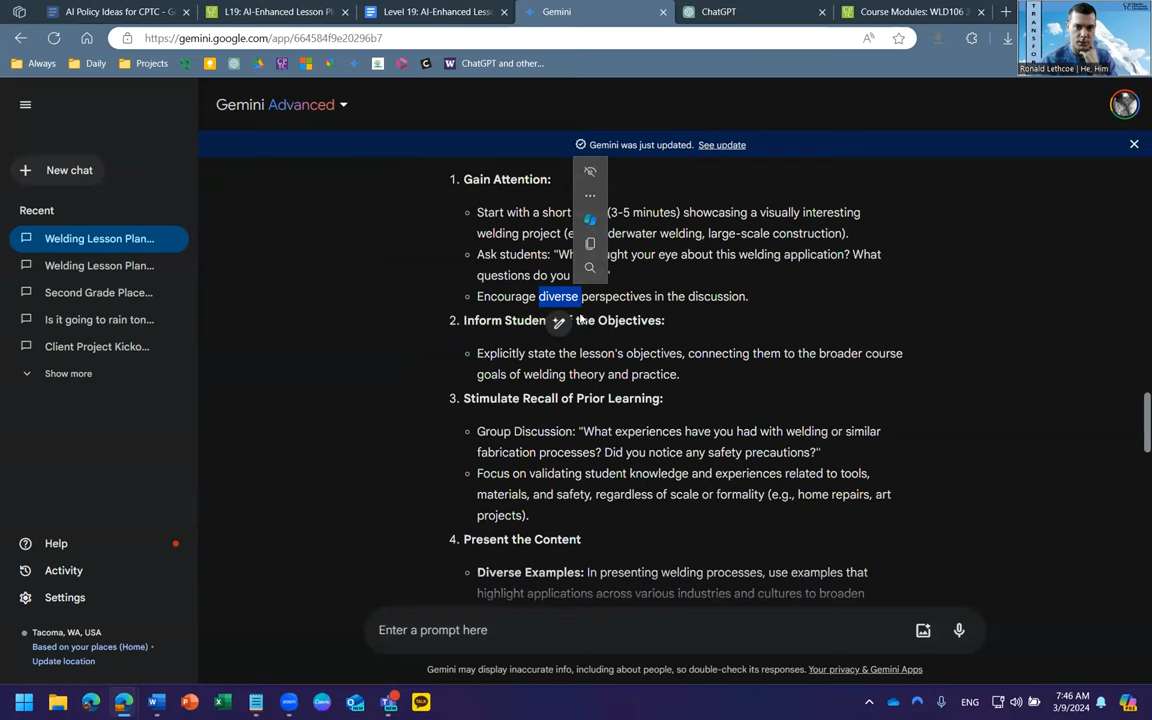 AI Policy Ideas for CPTC - G
L19: AI-Enhanced Lesson Pl
Level 19: AI-Enhanced Lesson
Gemini
ChatGPT
Course Modules: WLD106
https://gemini.google.com/app/664584f9e20296b7
TRANSF
Ronald Lethcoe | He, Him
Always
Daily
Projects
ChatGPT and other...
Gemini Advanced
Gemini was just updated. See update
New chat
Recent
Welding Lesson Plan...
Welding Lesson Plan...
Second Grade Place...
Is it going to rain ton...
Client Project Kicko...
Show more
Help
Activity
Settings
Tacoma, WA, USA
Based on your places (Home) •
Update location
1. Gain Attention:
Start with a short (3-5 minutes) showcasing a visually interesting
welding project (e derwater welding, large-scale construction).
Ask students: "Wh ught your eye about this welding application? What
questions do you "
Encourage diverse perspectives in the discussion.
2. Inform Studen f the Objectives:
Explicitly state the lesson's objectives, connecting them to the broader course
goals of welding theory and practice.
3. Stimulate Recall of Prior Learning:
Group Discussion: "What experiences have you had with welding or similar
fabrication processes? Did you notice any safety precautions?"
Focus on validating student knowledge and experiences related to tools,
materials, and safety, regardless of scale or formality (e.g., home repairs, art
projects).
4. Present the Content
Diverse Examples: In presenting welding processes, use examples that
highlight applications across various industries and cultures to broaden
Enter a prompt here
Gemini may display inaccurate info, including about people, so double-check its responses. Your privacy & Gemini Apps
ENG
7:46 AM
3/9/2024